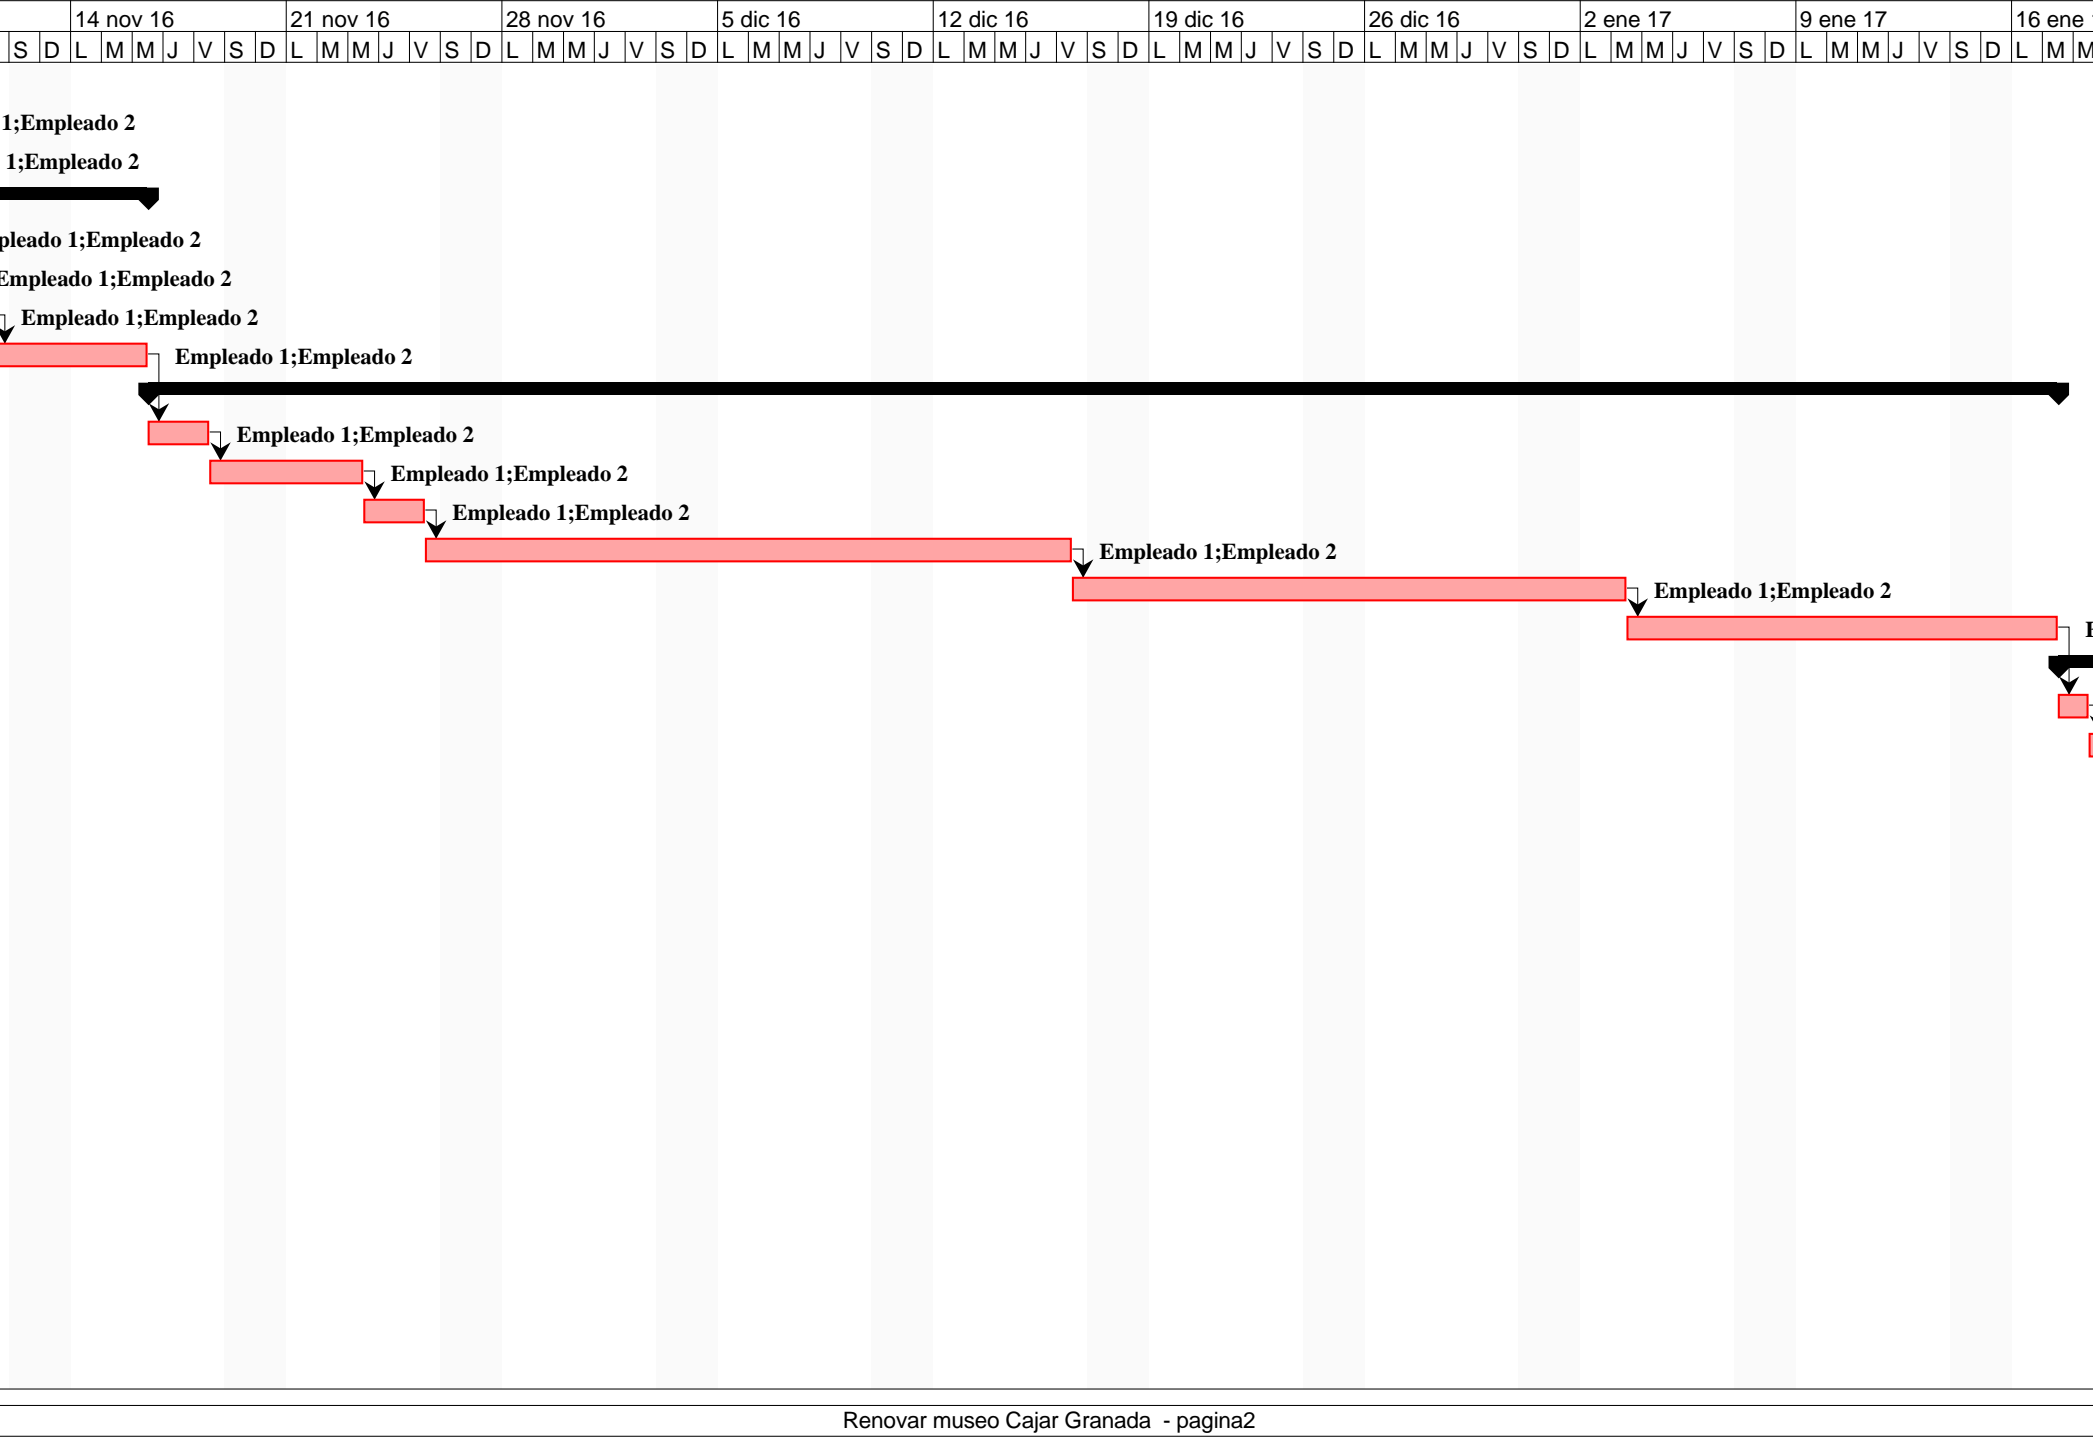 14 nov 16 21 nov 16 28 nov 16 5 dic 16 12 dic 16 19 dic 16 26 dic 16 2 ene 17 9 ene 17 16 ene
S D L M M J V S D L M M J V S D L M M J V S D L M M J V S D L M M J V S D L M M J V S D L M M J V S D L M M J V S D L M M J V S D L M M
1;Empleado 2
1;Empleado 2
pleado 1;Empleado 2
Empleado 1;Empleado 2
Empleado 1;Empleado 2
Empleado 1;Empleado 2
Empleado 1;Empleado 2
Empleado 1;Empleado 2
Empleado 1;Empleado 2
Empleado 1;Empleado 2
Empleado 1;Empleado 2
Renovar museo Cajar Granada - pagina2